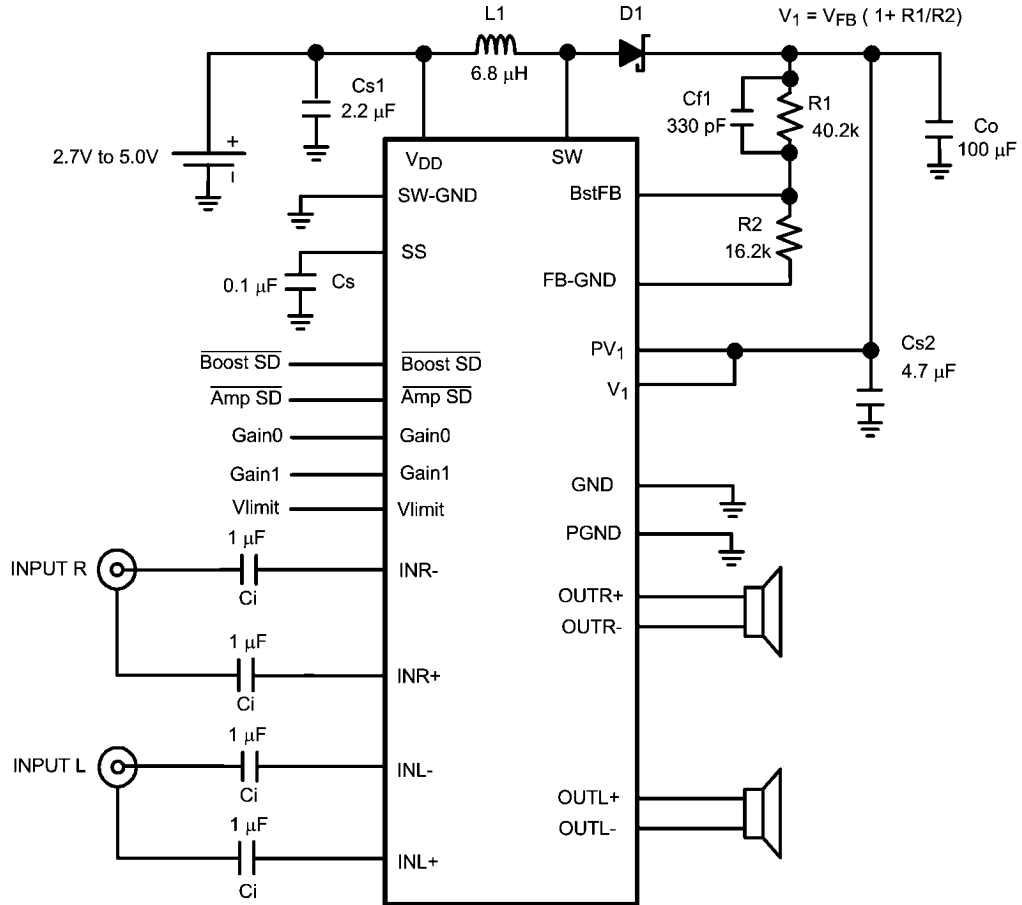 L1
D1
V1 = VFB ( 1+ R1/R2)
6.8 μH
Cs1
2.2 μF
Cf1
330 pF
R1
40.2k
Co
100 μF
2.7V to 5.0V
+
VDD
SW
SW-GND
BstFB
R2
16.2k
SS
0.1 μF
Cs
FB-GND
PV1
V1
Cs2
4.7 μF
Boost SD
Boost SD
Amp SD
Amp SD
Gain0
Gain0
Gain1
Gain1
Vlimit
Vlimit
GND
PGND
1 μF
INPUT R
Ci
INR-
OUTR+
OUTR-
1 μF
Ci
INR+
1 μF
INPUT L
Ci
INL-
OUTL+
OUTL-
1 μF
Ci
INL+